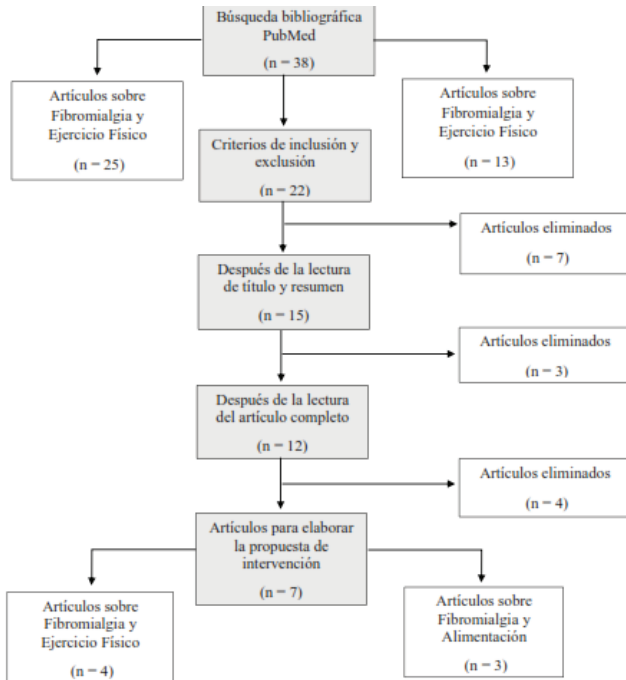 Búsqueda bibliográfica
PubMed
(n = 38)
Artículos sobre
Fibromialgia y
Ejercicio Físico
(n = 25)
Artículos sobre
Fibromialgia y
Ejercicio Físico
(n = 13)
Criterios de inclusión y
exclusión
(n = 22)
Artículos eliminados
(n = 7)
Después de la lectura
de título y resumen
(n = 15)
Artículos eliminados
(n = 3)
Después de la lectura
del artículo completo
(n = 12)
Artículos eliminados
(n = 4)
Artículos para elaborar
la propuesta de
intervención
(n = 7)
Artículos sobre
Fibromialgia y
Ejercicio Físico
(n = 4)
Artículos sobre
Fibromialgia y
Alimentación
(n = 3)